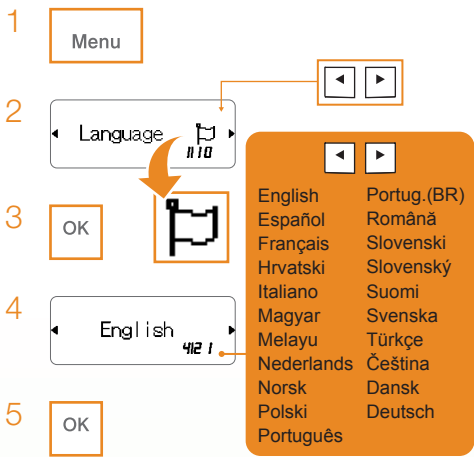 1
Menu
2
Language
1110
3
OK
4
English
4121
English
Español
Français
Hrvatski
Italiano
Magyar
Melayu
Nederlands
Norsk
Polski
Português
Portug.(BR)
Română
Slovenski
Slovenský
Suomi
Svenska
Türkçe
Čeština
Dansk
Deutsch
5
OK